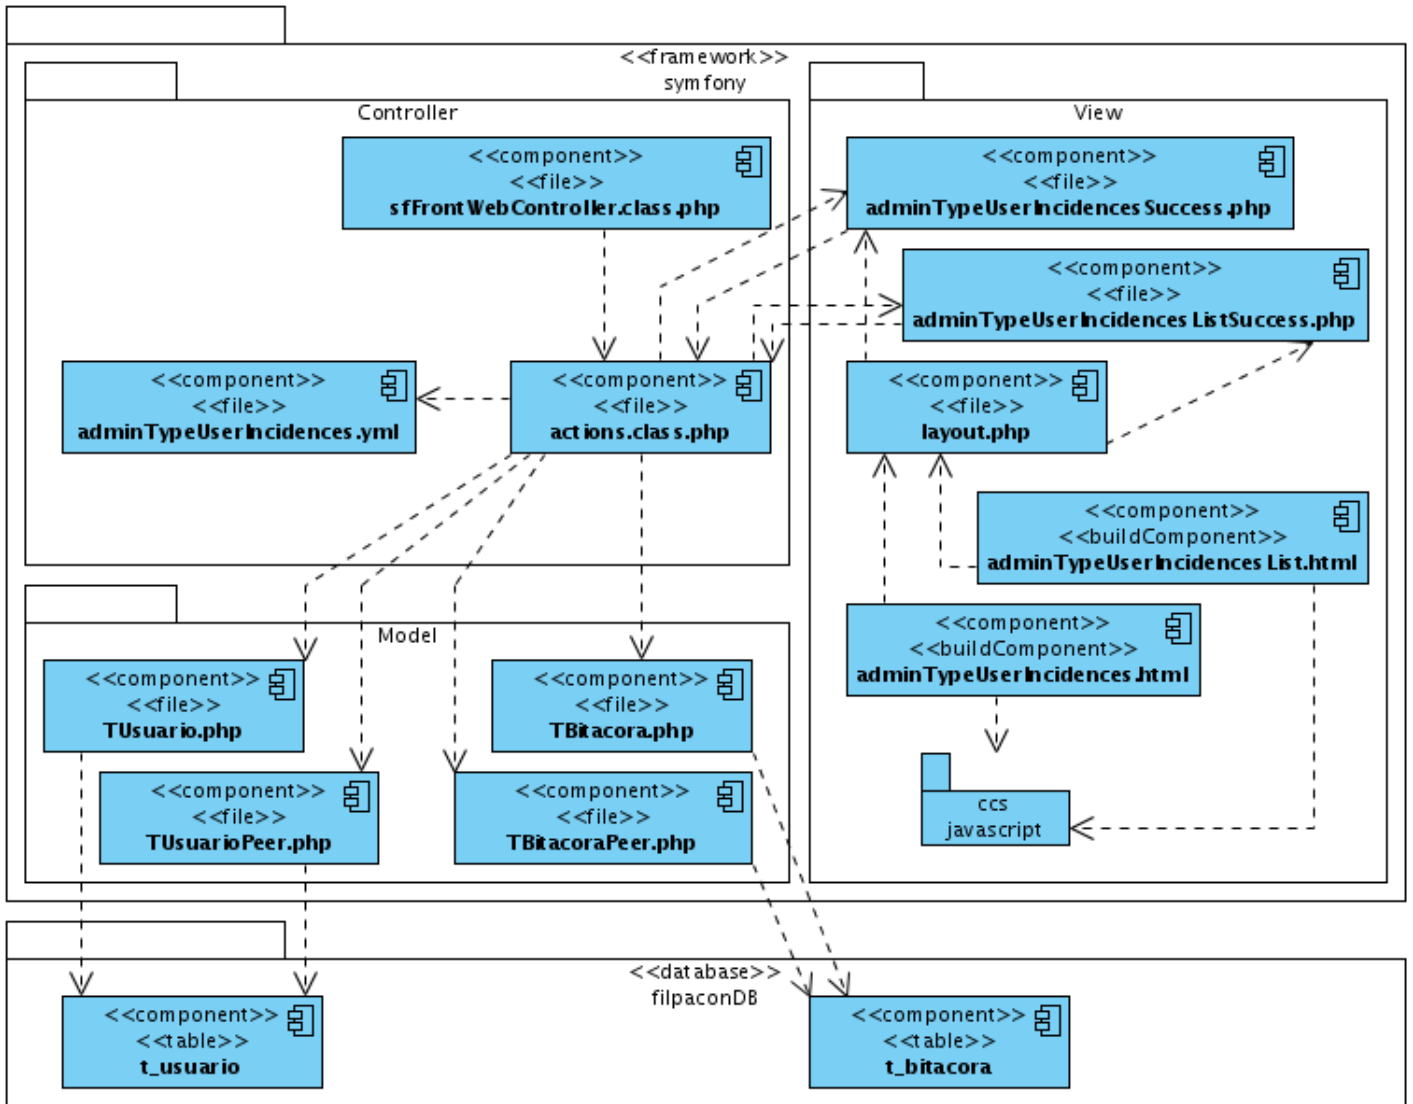 <<framework>>
symfony
Controller
<<component>>
<<file>>
sfFrontWebController.class.php
<<component>>
<<file>>
adminTypeUserIncidences.yml
<<component>>
<<file>>
actions.class.php
View
<<component>>
<<file>>
adminTypeUserIncidencesSuccess.php
<<component>>
<<file>>
adminTypeUserIncidencesListSuccess.php
<<component>>
<<file>>
layout.php
<<component>>
<<buildComponent>>
adminTypeUserIncidencesList.html
<<component>>
<<buildComponent>>
adminTypeUserIncidences.html
ccs
javascript
Model
<<component>>
<<file>>
TUsuario.php
<<component>>
<<file>>
TBitacora.php
<<component>>
<<file>>
TUsuarioPeer.php
<<component>>
<<file>>
TBitacoraPeer.php
<<database>>
filpaconDB
<<component>>
<<table>>
t_usuario
<<component>>
<<table>>
t_bitacora